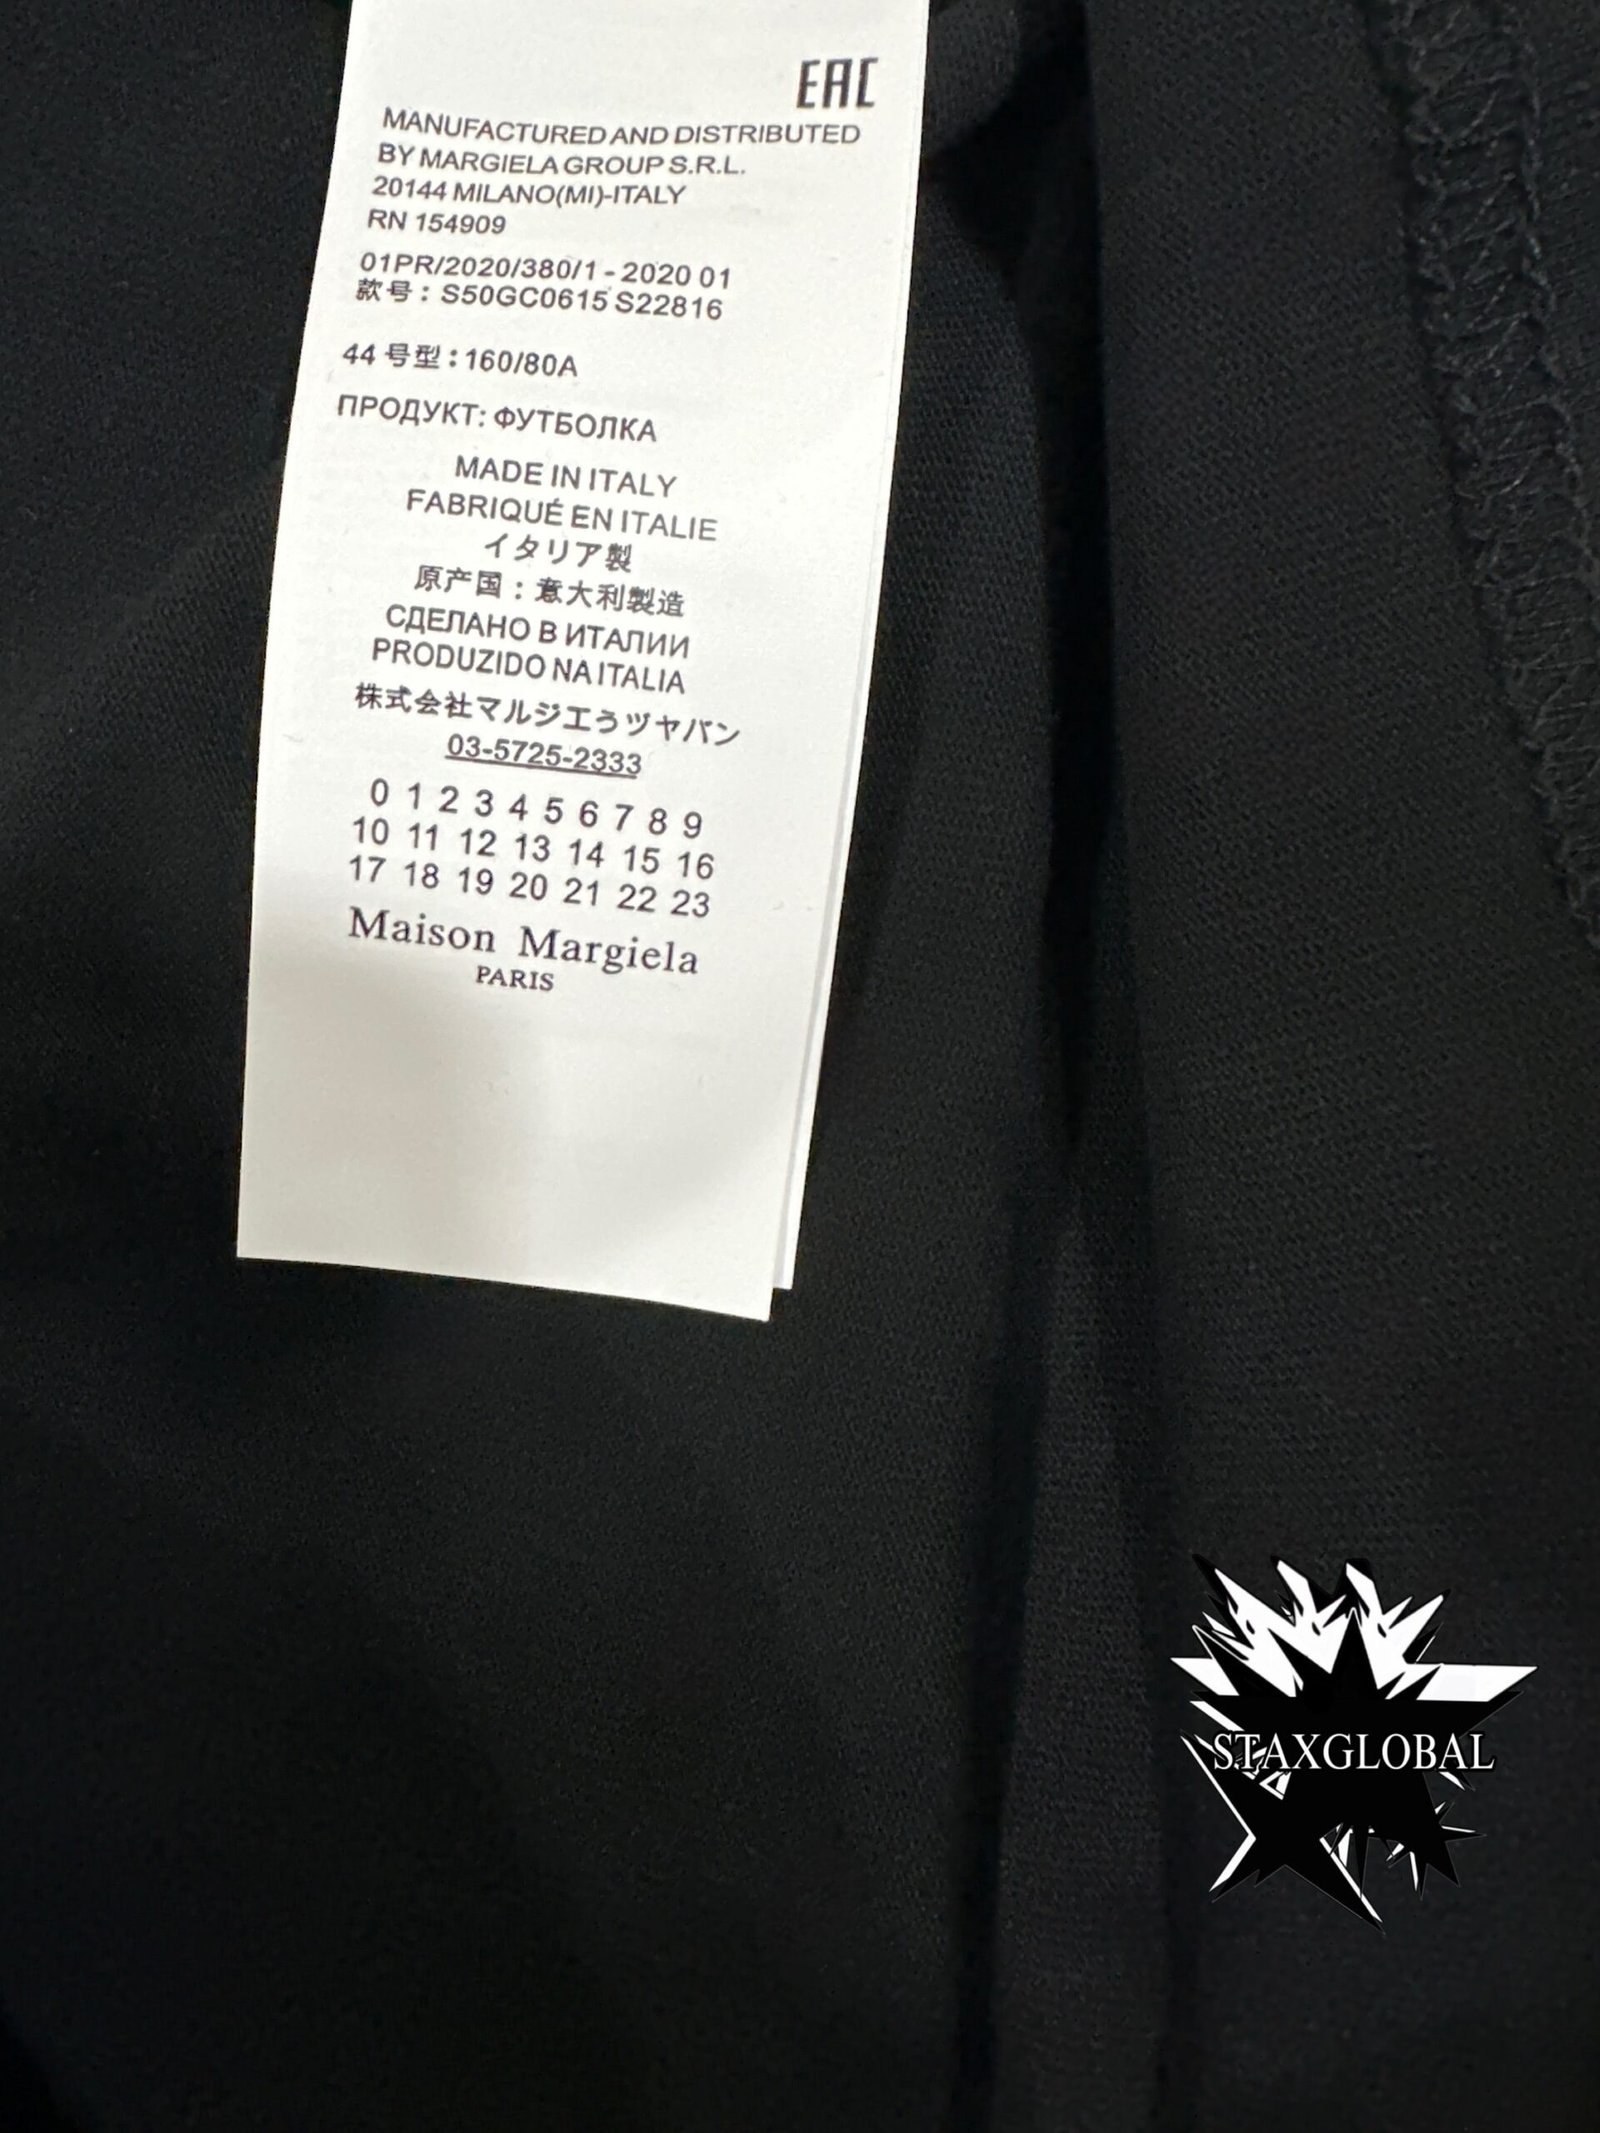 EAC
MANUFACTURED AND DISTRIBUTED
BY MARGIELA GROUP S.R.L.
20144 MILANO(MI)-ITALY
RN 154909
01PR/2020/380/1 - 2020 01
款号：S50GC0615 S22816
44 号型：160/80A
ПРОДУКТ: ФУТБОЛКА
MADE IN ITALY
FABRIQUÉ EN ITALIE
イタリア製
原产国：意大利製造
СДЕЛАНО В ИТАЛИИ
PRODUZIDO NA ITALIA
株式会社マルジエうヅヤバン
03-5725-2333
0 1 2 3 4 5 6 7 8 9
10 11 12 13 14 15 16
17 18 19 20 21 22 23
Maison Margiela
PARIS
STAXGLOBAL